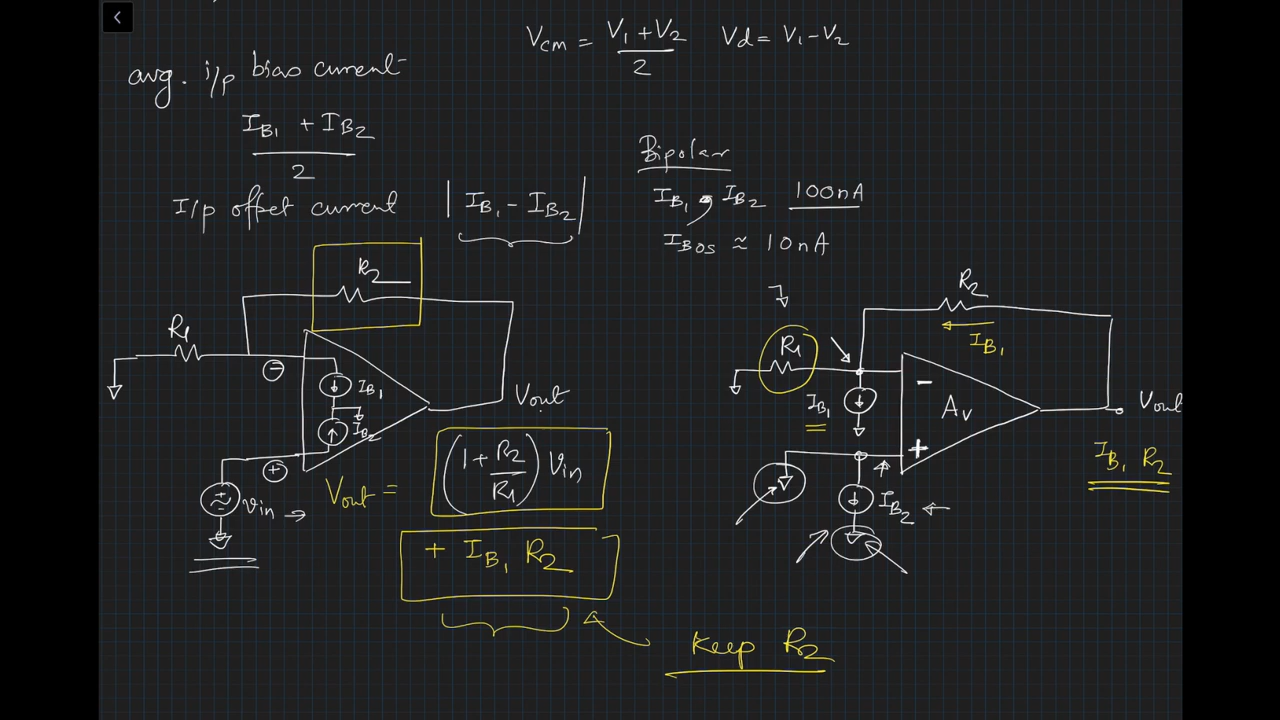 Vcm = V1 + V2 / 2   Vd = V1 - V2
avg. i/p bias current
IB1 + IB2 / 2
Bipolar
I/p offset current | IB1 - IB2 |
IB1, IB2 100nA
IBOS ≈ 10nA
R2
R2
R1
R1
IB1
-
IB1
IB2
+
Vout
IB1
-
Av
+
Vout
IB2
IB1 R2
vin →
Vout = (1 + R2/R1) Vin
+ IB1 R2
Keep R2